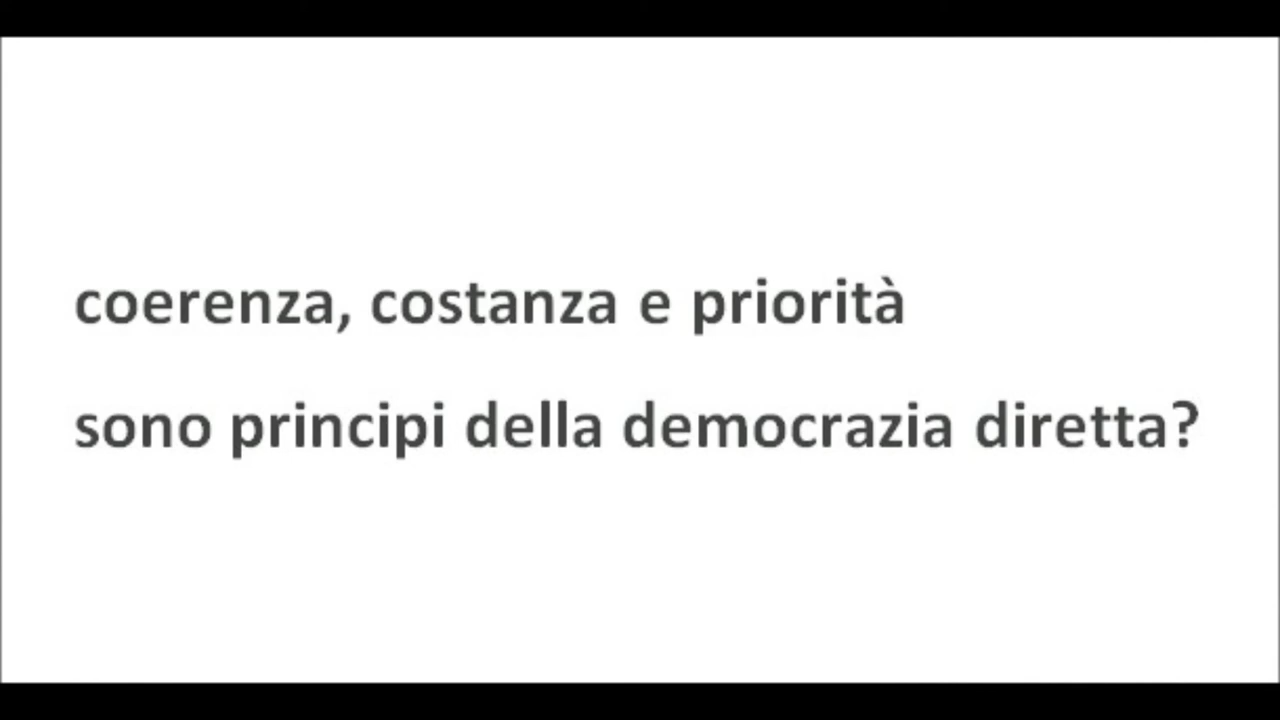 coerenza, costanza e priorità
sono principi della democrazia diretta?